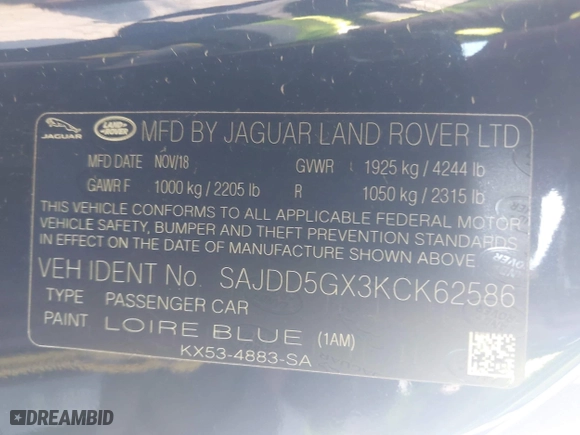 JAGUAR LAND-ROVER MFD BY JAGUAR LAND ROVER LTD
MFD DATE NOV/18 GVWR 1925 kg / 4244 lb
GAWR F 1000 kg / 2205 lb R 1050 kg / 2315 lb
THIS VEHICLE CONFORMS TO ALL APPLICABLE FEDERAL MOTOR
VEHICLE SAFETY, BUMPER AND THEFT PREVENTION STANDARDS
IN EFFECT ON THE DATE OF MANUFACTURE SHOWN ABOVE
VEH IDENT No. SAJDD5GX3KCK62586
TYPE PASSENGER CAR
PAINT LOIRE BLUE (1AM)
KX53-4883-SA
DREAMBID